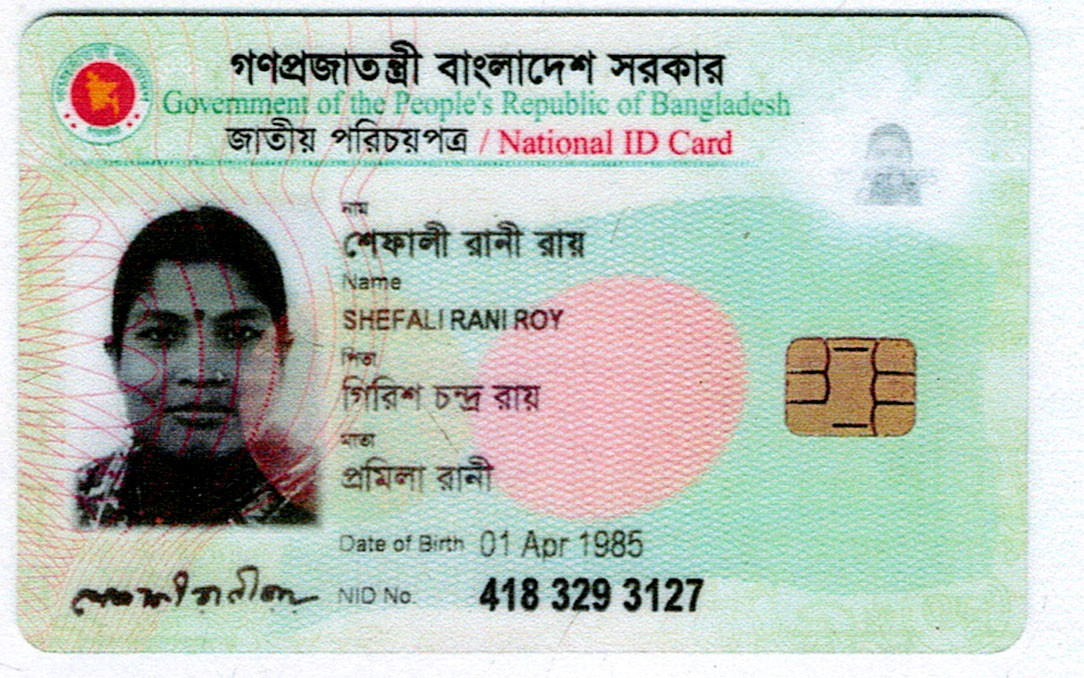 গণপ্রজাতন্ত্রী বাংলাদেশ সরকার
Government of the People's Republic of Bangladesh
জাতীয় পরিচয়পত্র / National ID Card
নাম
শেফালী রানী রায়
Name
SHEFALI RANI ROY
পিতা
গিরিশ চন্দ্র রায়
মাতা
প্রমিলা রানী
Date of Birth 01 Apr 1985
শেফালী রানী রায়
NID No. 418 329 3127